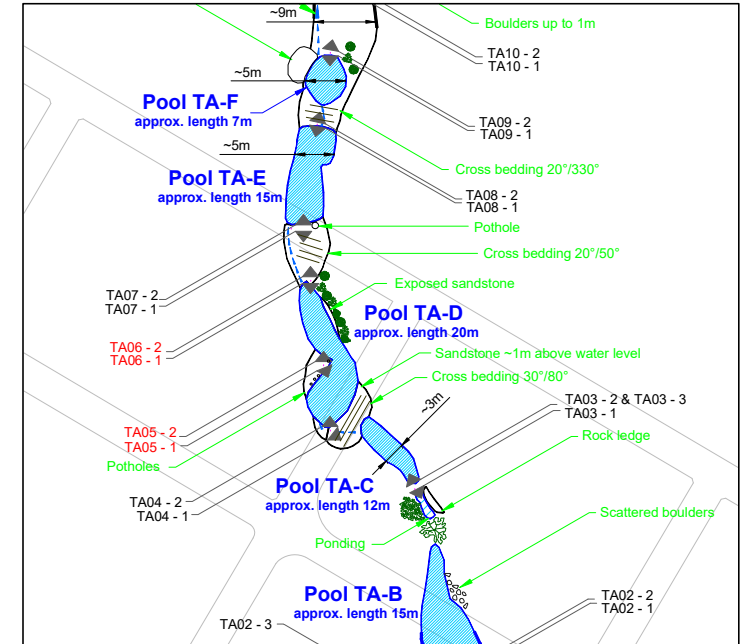 ~9m
Boulders up to 1m
TA10 - 2
TA10 - 1
~5m
Pool TA-F
approx. length 7m
TA09 - 2
TA09 - 1
~5m
Cross bedding 20°/330°
Pool TA-E
approx. length 15m
TA08 - 2
TA08 - 1
Pothole
Cross bedding 20°/50°
TA07 - 2
TA07 - 1
Exposed sandstone
Pool TA-D
approx. length 20m
TA06 - 2
TA06 - 1
Sandstone ~1m above water level
Cross bedding 30°/80°
~3m
TA03 - 2 & TA03 - 3
TA03 - 1
TA05 - 2
TA05 - 1
Rock ledge
Potholes
Pool TA-C
approx. length 12m
TA04 - 2
TA04 - 1
Scattered boulders
Ponding
Pool TA-B
approx. length 15m
TA02 - 2
TA02 - 1
TA02 - 3